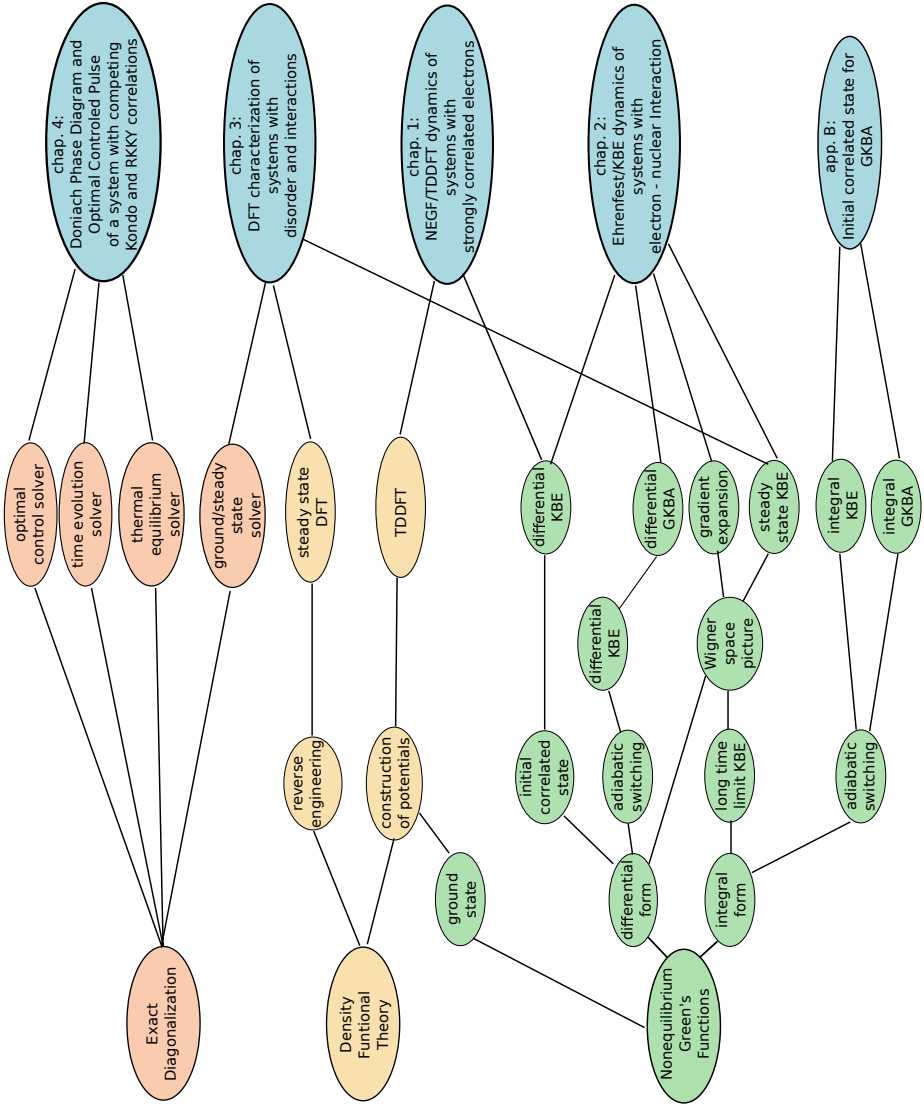 chap. 4:
Doniach Phase Diagram and
Optimal Controled Pulse
of a system with competing
Kondo and RKKY correlations
chap. 3:
DFT characterization of
systems with
disorder and interactions
chap. 1:
NEGF/TDDFT dynamics of
systems with
strongly correlated electrons
chap. 2:
Ehrenfest/KBE dynamics of
systems with
electron - nuclear Interaction
app. B:
Initial correlated state for
GKBA
optimal
control solver
time evolution
solver
thermal
equilibrium
solver
ground/steady
state
solver
steady state
DFT
TDDFT
differential
KBE
differential
GKBA
gradient
expansion
steady
state KBE
integral
KBE
integral
GKBA
differential
KBE
Wigner
space
picture
reverse
engineering
construction
of potentials
initial
correlated
state
adiabatic
switching
long time
limit KBE
adiabatic
switching
ground
state
differential
form
integral
form
Exact
Diagonalization
Density
Funtional
Theory
Nonequilibrium
Green's
Functions